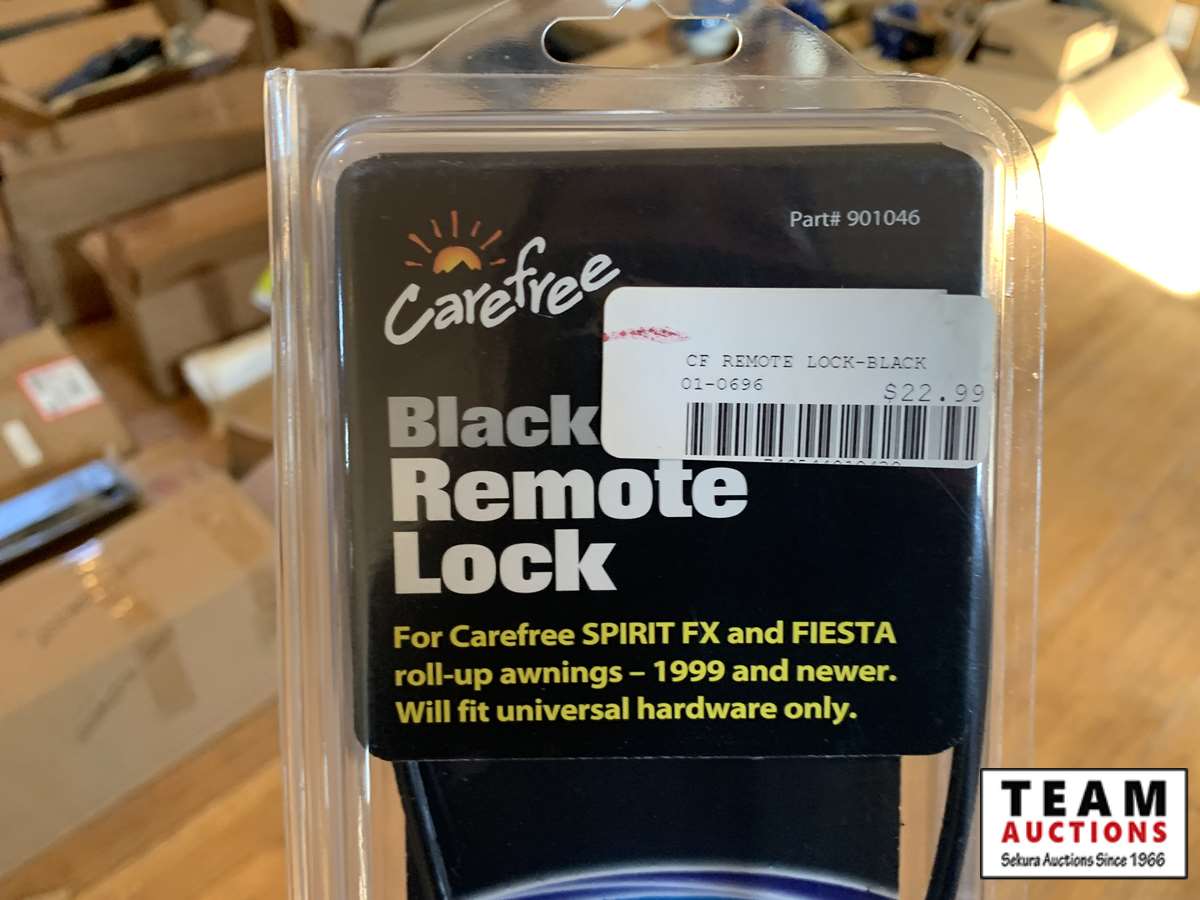 Part# 901046
Carefree
CF REMOTE LOCK-BLACK
01-0696
$22.99
Black
Remote
Lock
For Carefree SPIRIT FX and FIESTA
roll-up awnings – 1999 and newer.
Will fit universal hardware only.
TEAM
AUCTIONS
Sekura Auctions Since 1966